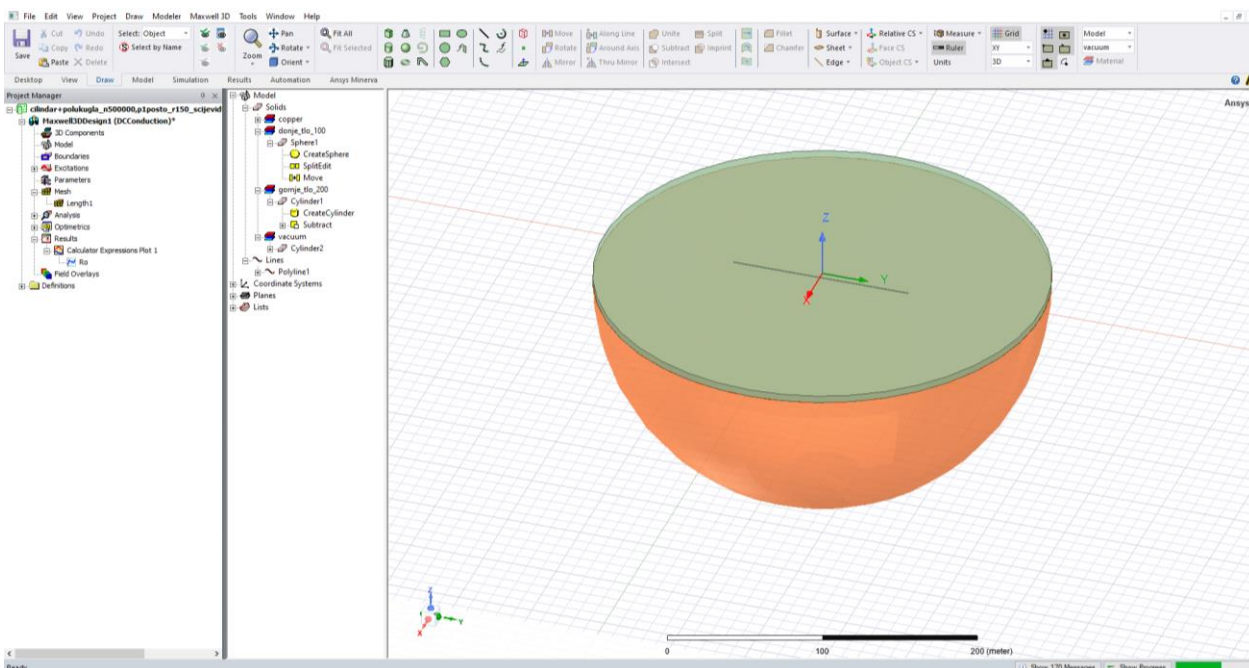 File Edit View Project Draw Modeler Maxwell 3D Tools Window Help
Save
Cut
Copy
Paste
Undo
Redo
Delete
Select: Object
Select by Name
Zoom
Pan
Rotate
Orient
Fit All
Fit Selected
Move
Rotate
Mirror
Along Line
Around Axis
Thru Mirror
Unite
Subtract
Intersect
Split
Imprint
Fillet
Chamfer
Surface
Sheet
Edge
Relative CS
Face CS
Object CS
Measure
Ruler
Units
Grid
XY
3D
Model
vacuum
Material
Desktop View Draw Model Simulation Results Automation Ansys Minerva
Project Manager
cilindar+polukugla_n500000,p1posto_r150_scijevid
Maxwell3DDesign1 (DCConduction)*
3D Components
Model
Boundaries
Excitations
Parameters
Mesh
Length1
Analysis
Optimetrics
Results
Calculator Expressions Plot 1
Ro
Field Overlays
Definitions
Model
Solids
copper
donje_tlo_100
Sphere1
CreateSphere
SplitEdit
Move
gornje_tlo_200
Cylinder1
CreateCylinder
Subtract
vacuum
Cylinder2
Lines
Polyline1
Coordinate Systems
Planes
Lists
Ansys
Z
Y
X
Z
Y
X
0 100 200 (meter)
Ready
Show 170 Messages Show Progress